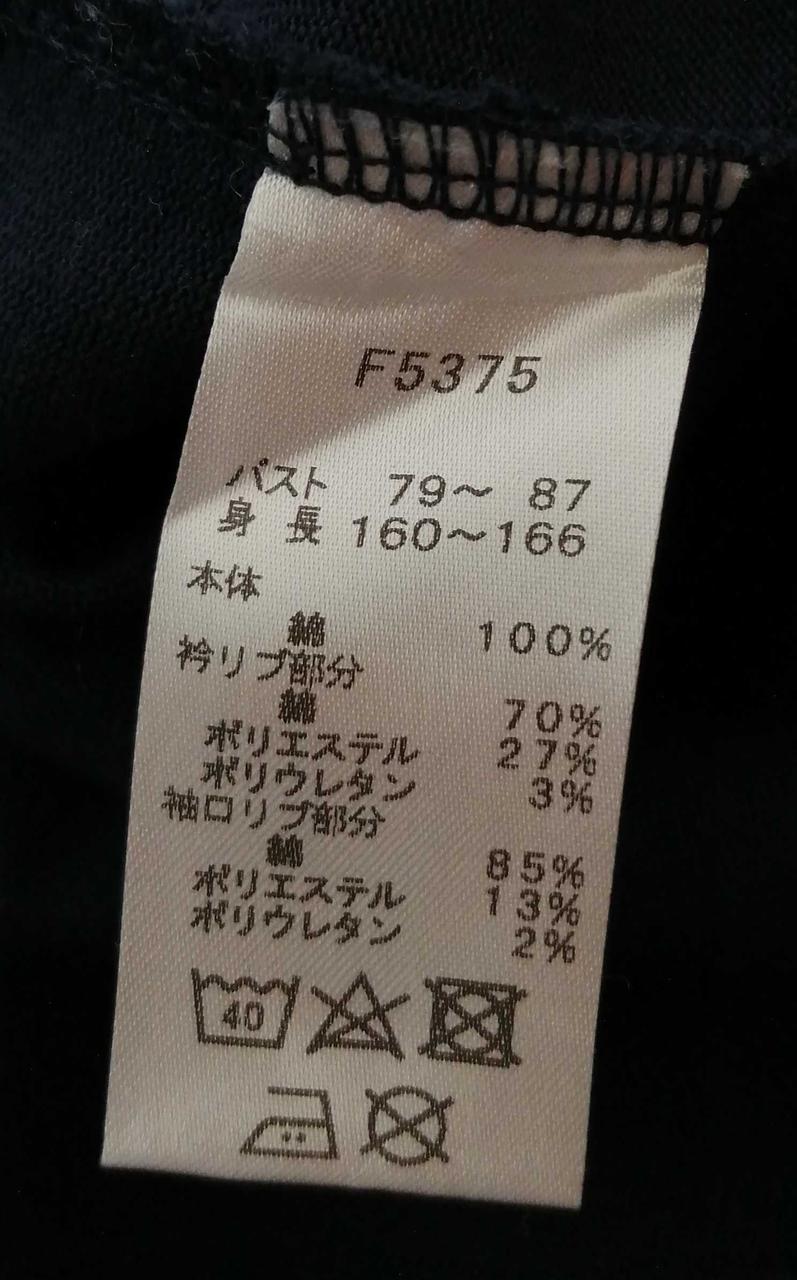 F5375
バスト 79〜 87
身 長 160〜166
本体
綿 100%
衿リブ部分
綿 70%
ポリエステル 27%
ポリウレタン 3%
袖口リブ部分
綿 85%
ポリエステル 13%
ポリウレタン 2%
40